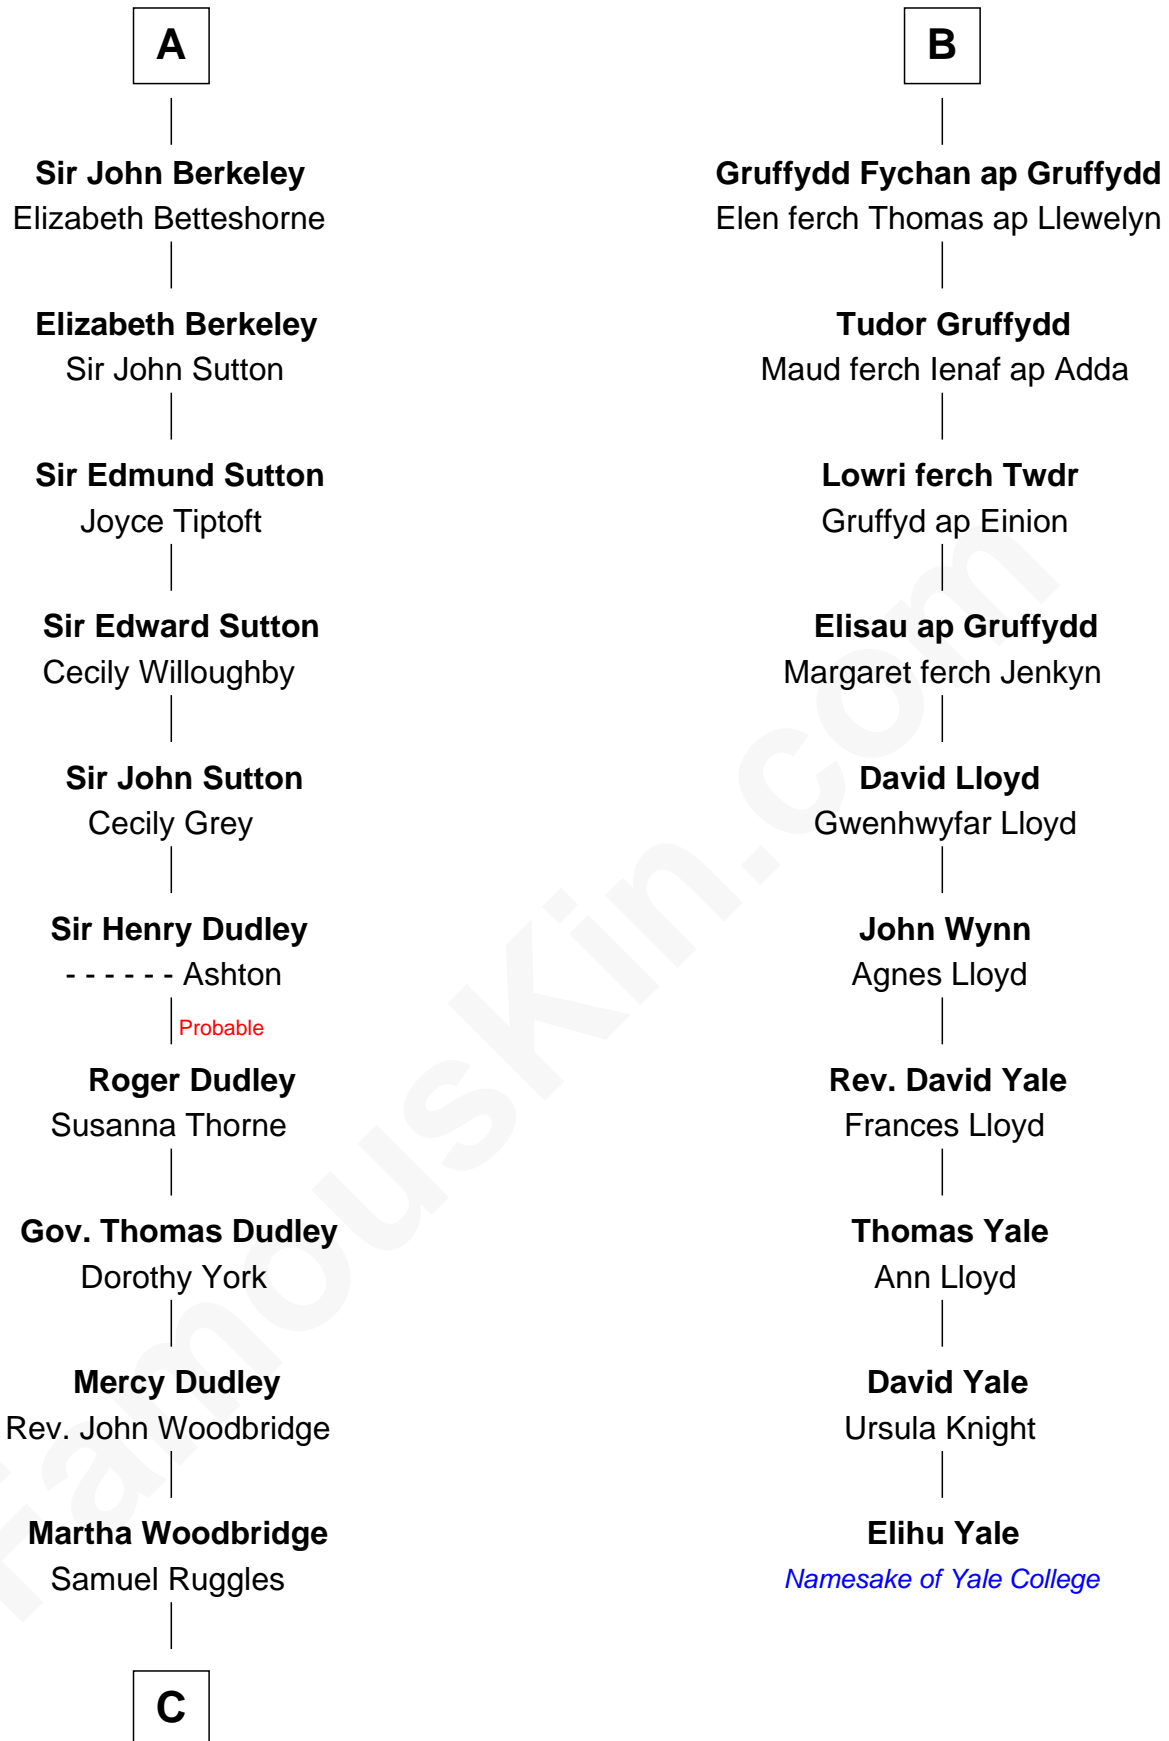 A
Sir John Berkeley
Elizabeth Betteshorne
Elizabeth Berkeley
Sir John Sutton
Sir Edmund Sutton
Joyce Tiptoft
Sir Edward Sutton
Cecily Willoughby
Sir John Sutton
Cecily Grey
Sir Henry Dudley
- - - - - - Ashton
Probable
Roger Dudley
Susanna Thorne
Gov. Thomas Dudley
Dorothy York
Mercy Dudley
Rev. John Woodbridge
Martha Woodbridge
Samuel Ruggles
C
B
Gruffydd Fychan ap Gruffydd
Elen ferch Thomas ap Llewelyn
Tudor Gruffydd
Maud ferch Ienaf ap Adda
Lowri ferch Twdr
Gruffyd ap Einion
Elisau ap Gruffydd
Margaret ferch Jenkyn
David Lloyd
Gwenhwyfar Lloyd
John Wynn
Agnes Lloyd
Rev. David Yale
Frances Lloyd
Thomas Yale
Ann Lloyd
David Yale
Ursula Knight
Elihu Yale
Namesake of Yale College
FamousKin.com